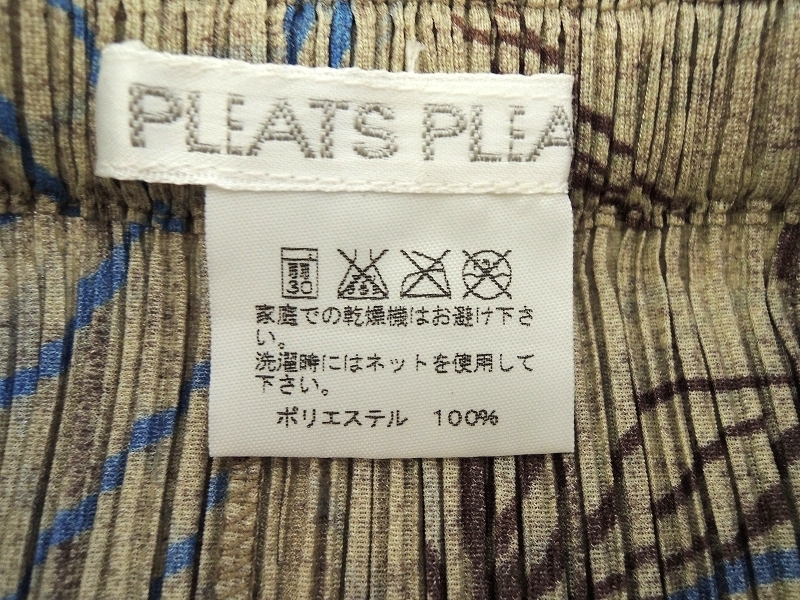 PLEATS PLEA
弱
30
家庭での乾燥機はお避け下さ
い。
洗濯時にはネットを使用して
下さい。
ポリエステル 100%